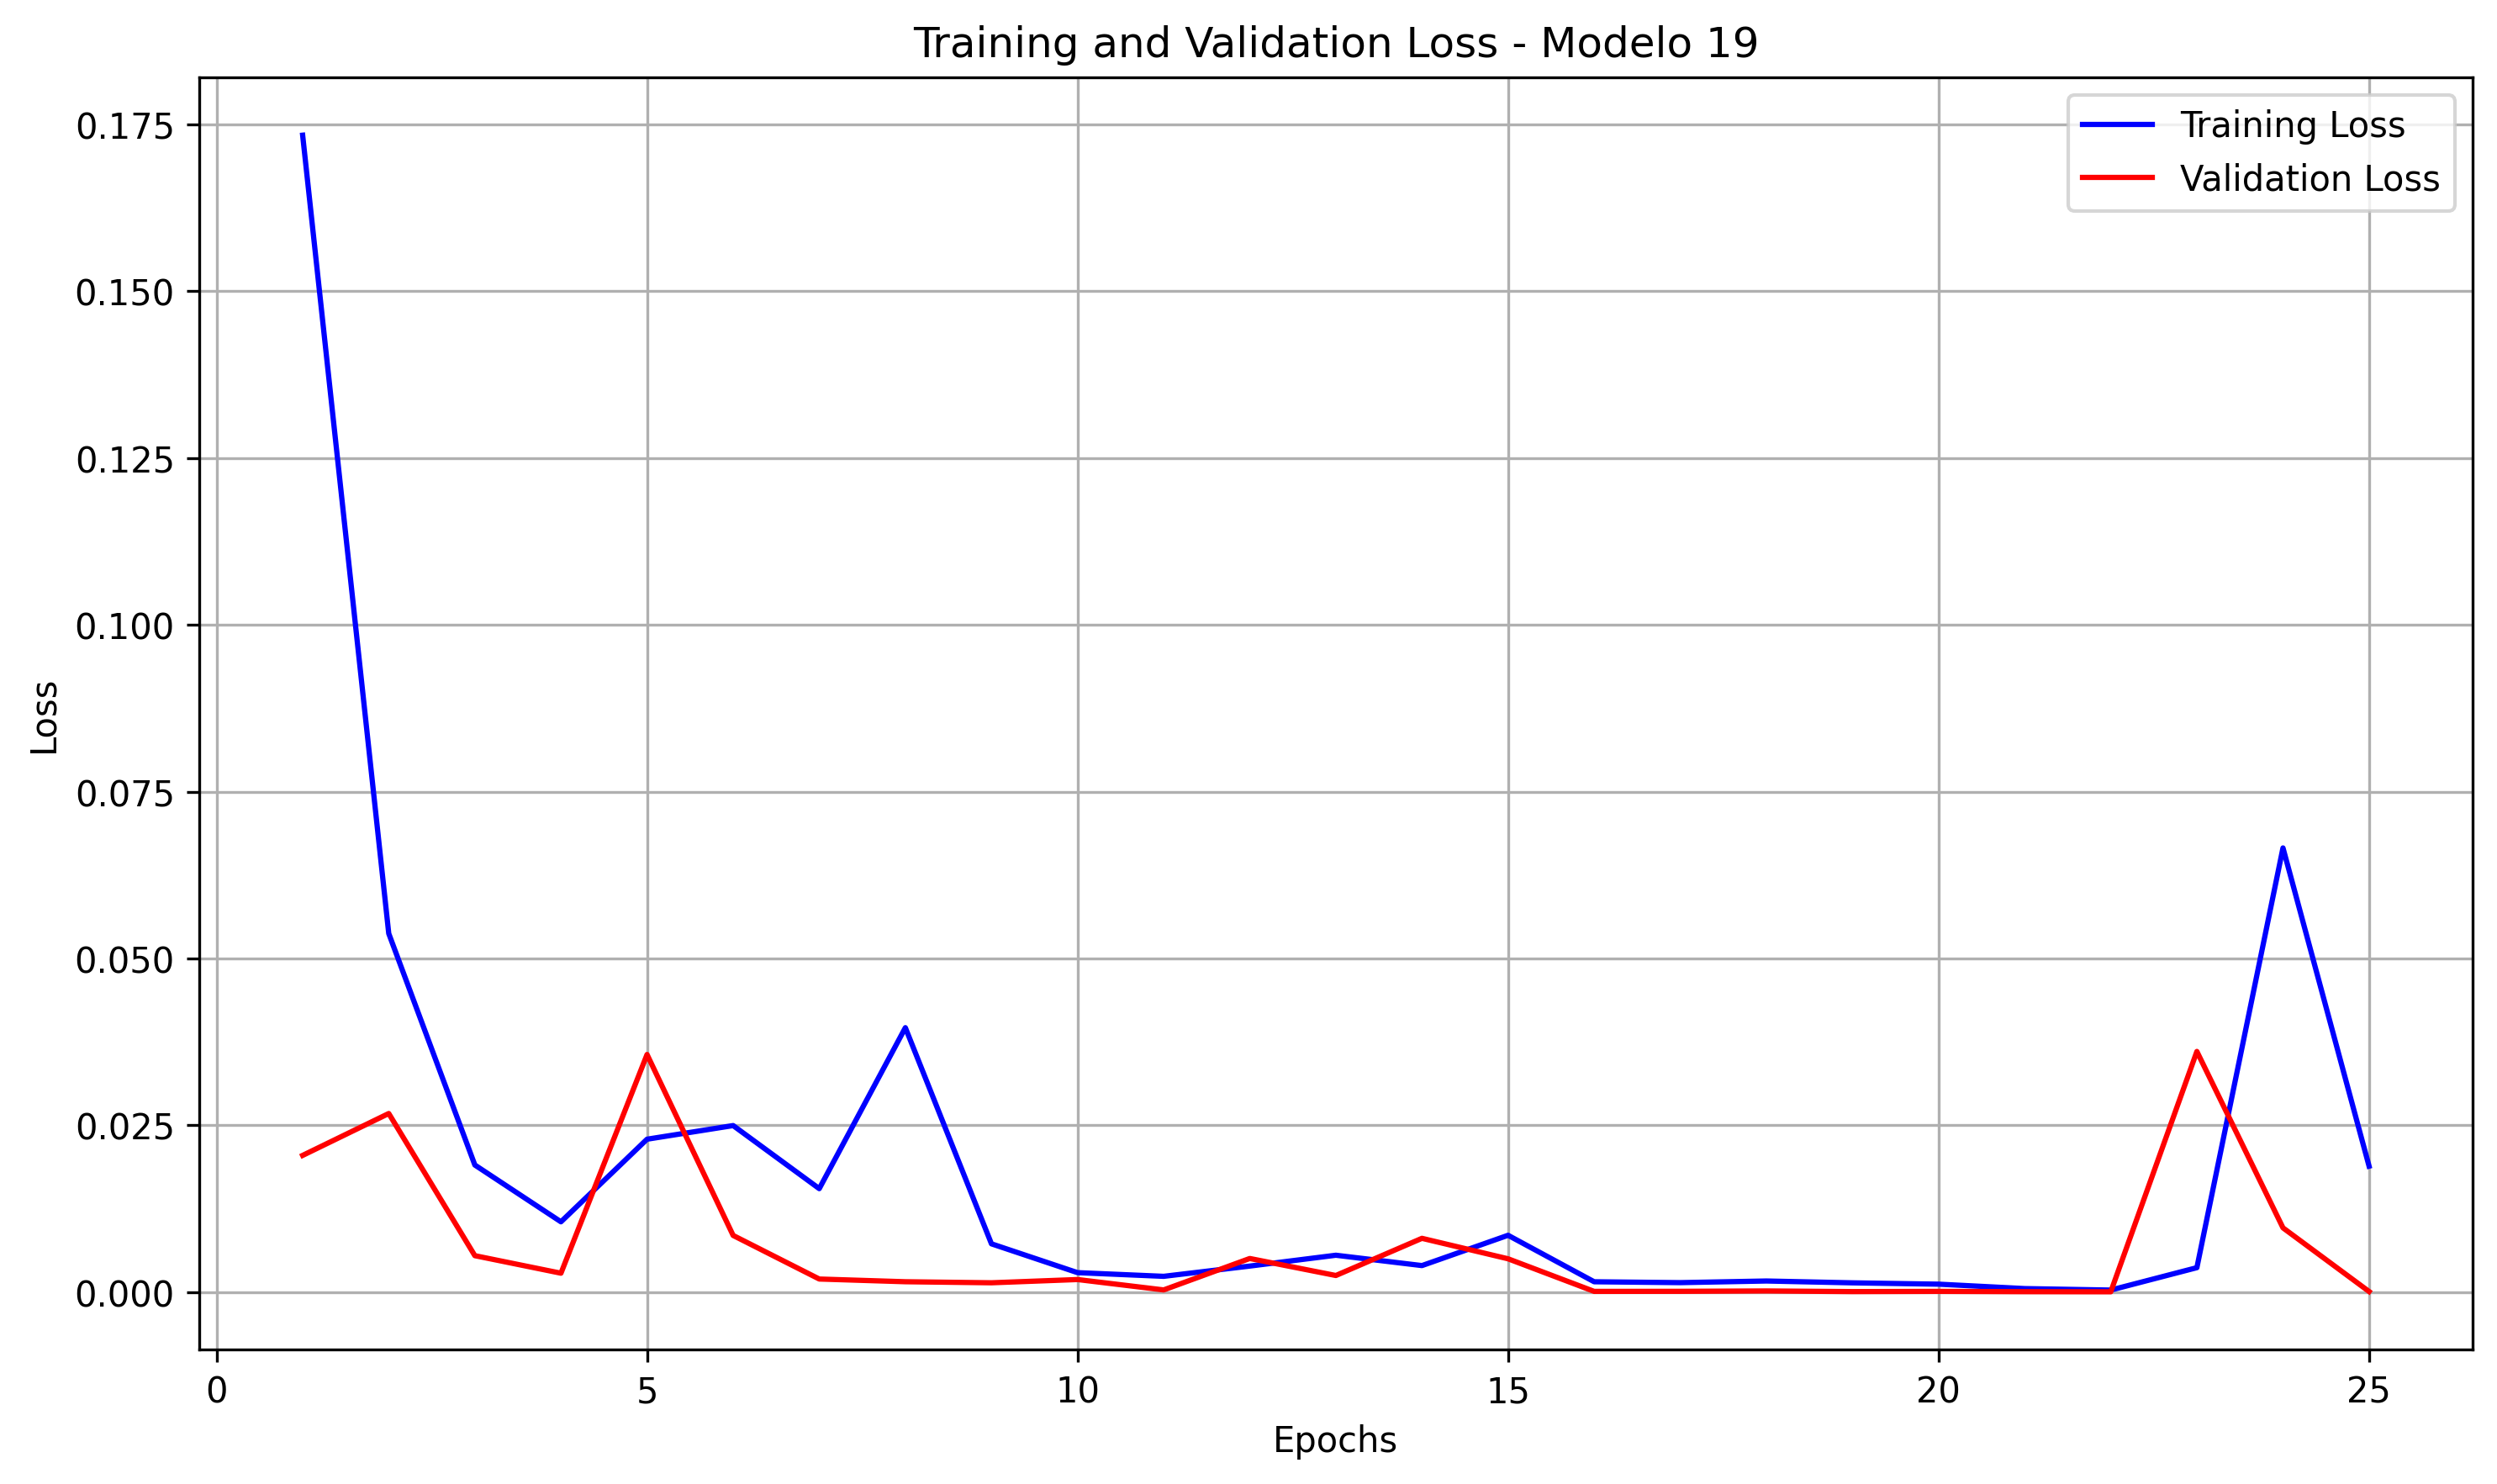 Training and Validation Loss - Modelo 19
Training Loss
Validation Loss
0.175
0.150
0.125
0.100
0.075
0.050
0.025
0.000
Loss
0 5 10 15 20 25
Epochs